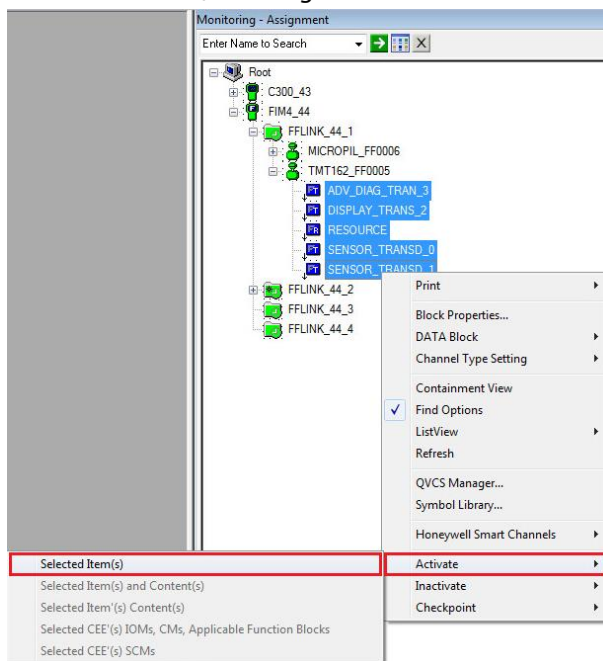 Monitoring - Assignment
Enter Name to Search
Root
C300_43
FIM4_44
FFLINK_44_1
MICROPIL_FF0006
TMT162_FF0005
ADV_DIAG_TRAN_3
DISPLAY_TRANS_2
RESOURCE
SENSOR_TRANSD_0
SENSOR_TRANSD_1
FFLINK_44_2
FFLINK_44_3
FFLINK_44_4
Print
Block Properties...
DATA Block
Channel Type Setting
Containment View
Find Options
ListView
Refresh
QVCS Manager...
Symbol Library...
Honeywell Smart Channels
Activate
Inactivate
Checkpoint
Selected Item(s)
Selected Item(s) and Content(s)
Selected Item'(s) Content(s)
Selected CEE'(s) IOMs, CMs, Applicable Function Blocks
Selected CEE'(s) SCMs